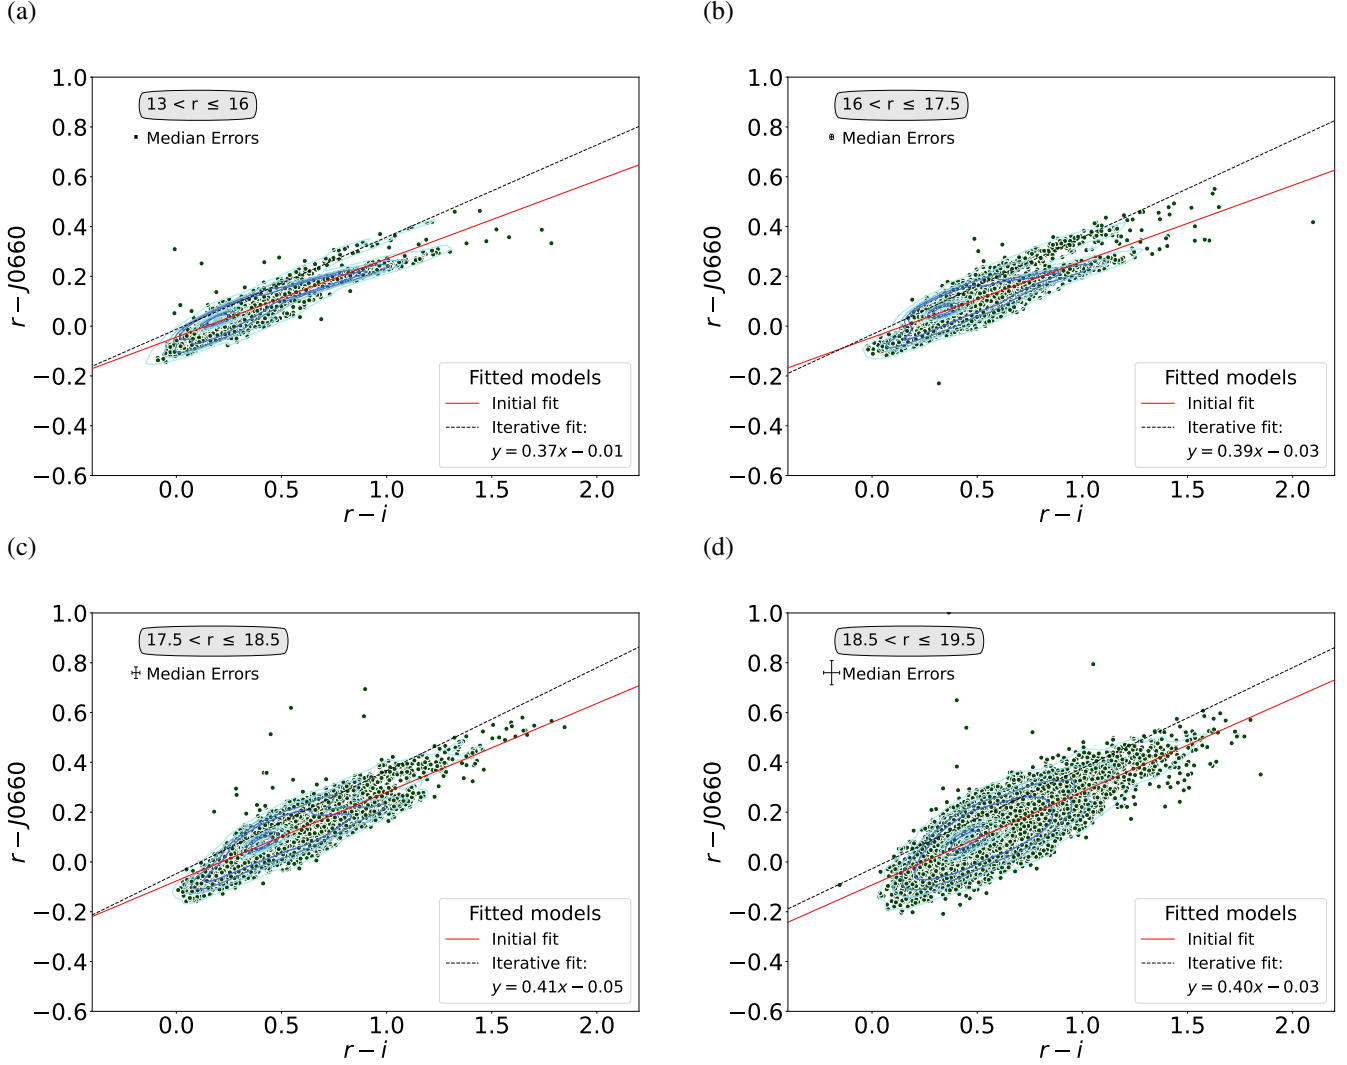 (a)
1.0
0.8
0.6
0.4
0.2
0.0
−0.2
−0.4
−0.6
r − J0660
13 < r ≤ 16
Median Errors
Fitted models
Initial fit
Iterative fit:
y = 0.37x − 0.01
0.0 0.5 1.0 1.5 2.0
r − i
(b)
1.0
0.8
0.6
0.4
0.2
0.0
−0.2
−0.4
−0.6
r − J0660
16 < r ≤ 17.5
Median Errors
Fitted models
Initial fit
Iterative fit:
y = 0.39x − 0.03
0.0 0.5 1.0 1.5 2.0
r − i
(c)
1.0
0.8
0.6
0.4
0.2
0.0
−0.2
−0.4
−0.6
r − J0660
17.5 < r ≤ 18.5
Median Errors
Fitted models
Initial fit
Iterative fit:
y = 0.41x − 0.05
0.0 0.5 1.0 1.5 2.0
r − i
(d)
1.0
0.8
0.6
0.4
0.2
0.0
−0.2
−0.4
−0.6
r − J0660
18.5 < r ≤ 19.5
Median Errors
Fitted models
Initial fit
Iterative fit:
y = 0.40x − 0.03
0.0 0.5 1.0 1.5 2.0
r − i